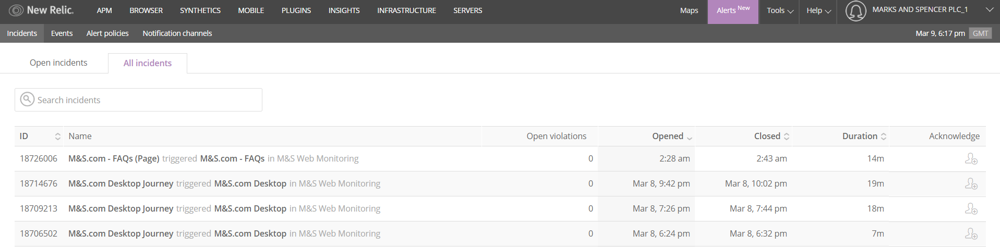 New Relic. APM BROWSER SYNTHETICS MOBILE PLUGINS INSIGHTS INFRASTRUCTURE SERVERS Maps Alerts New Tools Help MARKS AND SPENCER PLC_1
Incidents Events Alert policies Notification channels Mar 9, 6:17 pm GMT
Open incidents All incidents
Search incidents
ID Name Open violations Opened Closed Duration Acknowledge
18726006 M&S.com - FAQs (Page) triggered M&S.com - FAQs in M&S Web Monitoring 0 2:28 am 2:43 am 14m
18714676 M&S.com Desktop Journey triggered M&S.com Desktop in M&S Web Monitoring 0 Mar 8, 9:42 pm Mar 8, 10:02 pm 19m
18709213 M&S.com Desktop Journey triggered M&S.com Desktop in M&S Web Monitoring 0 Mar 8, 7:26 pm Mar 8, 7:44 pm 18m
18706502 M&S.com Desktop Journey triggered M&S.com Desktop in M&S Web Monitoring 0 Mar 8, 6:24 pm Mar 8, 6:32 pm 7m